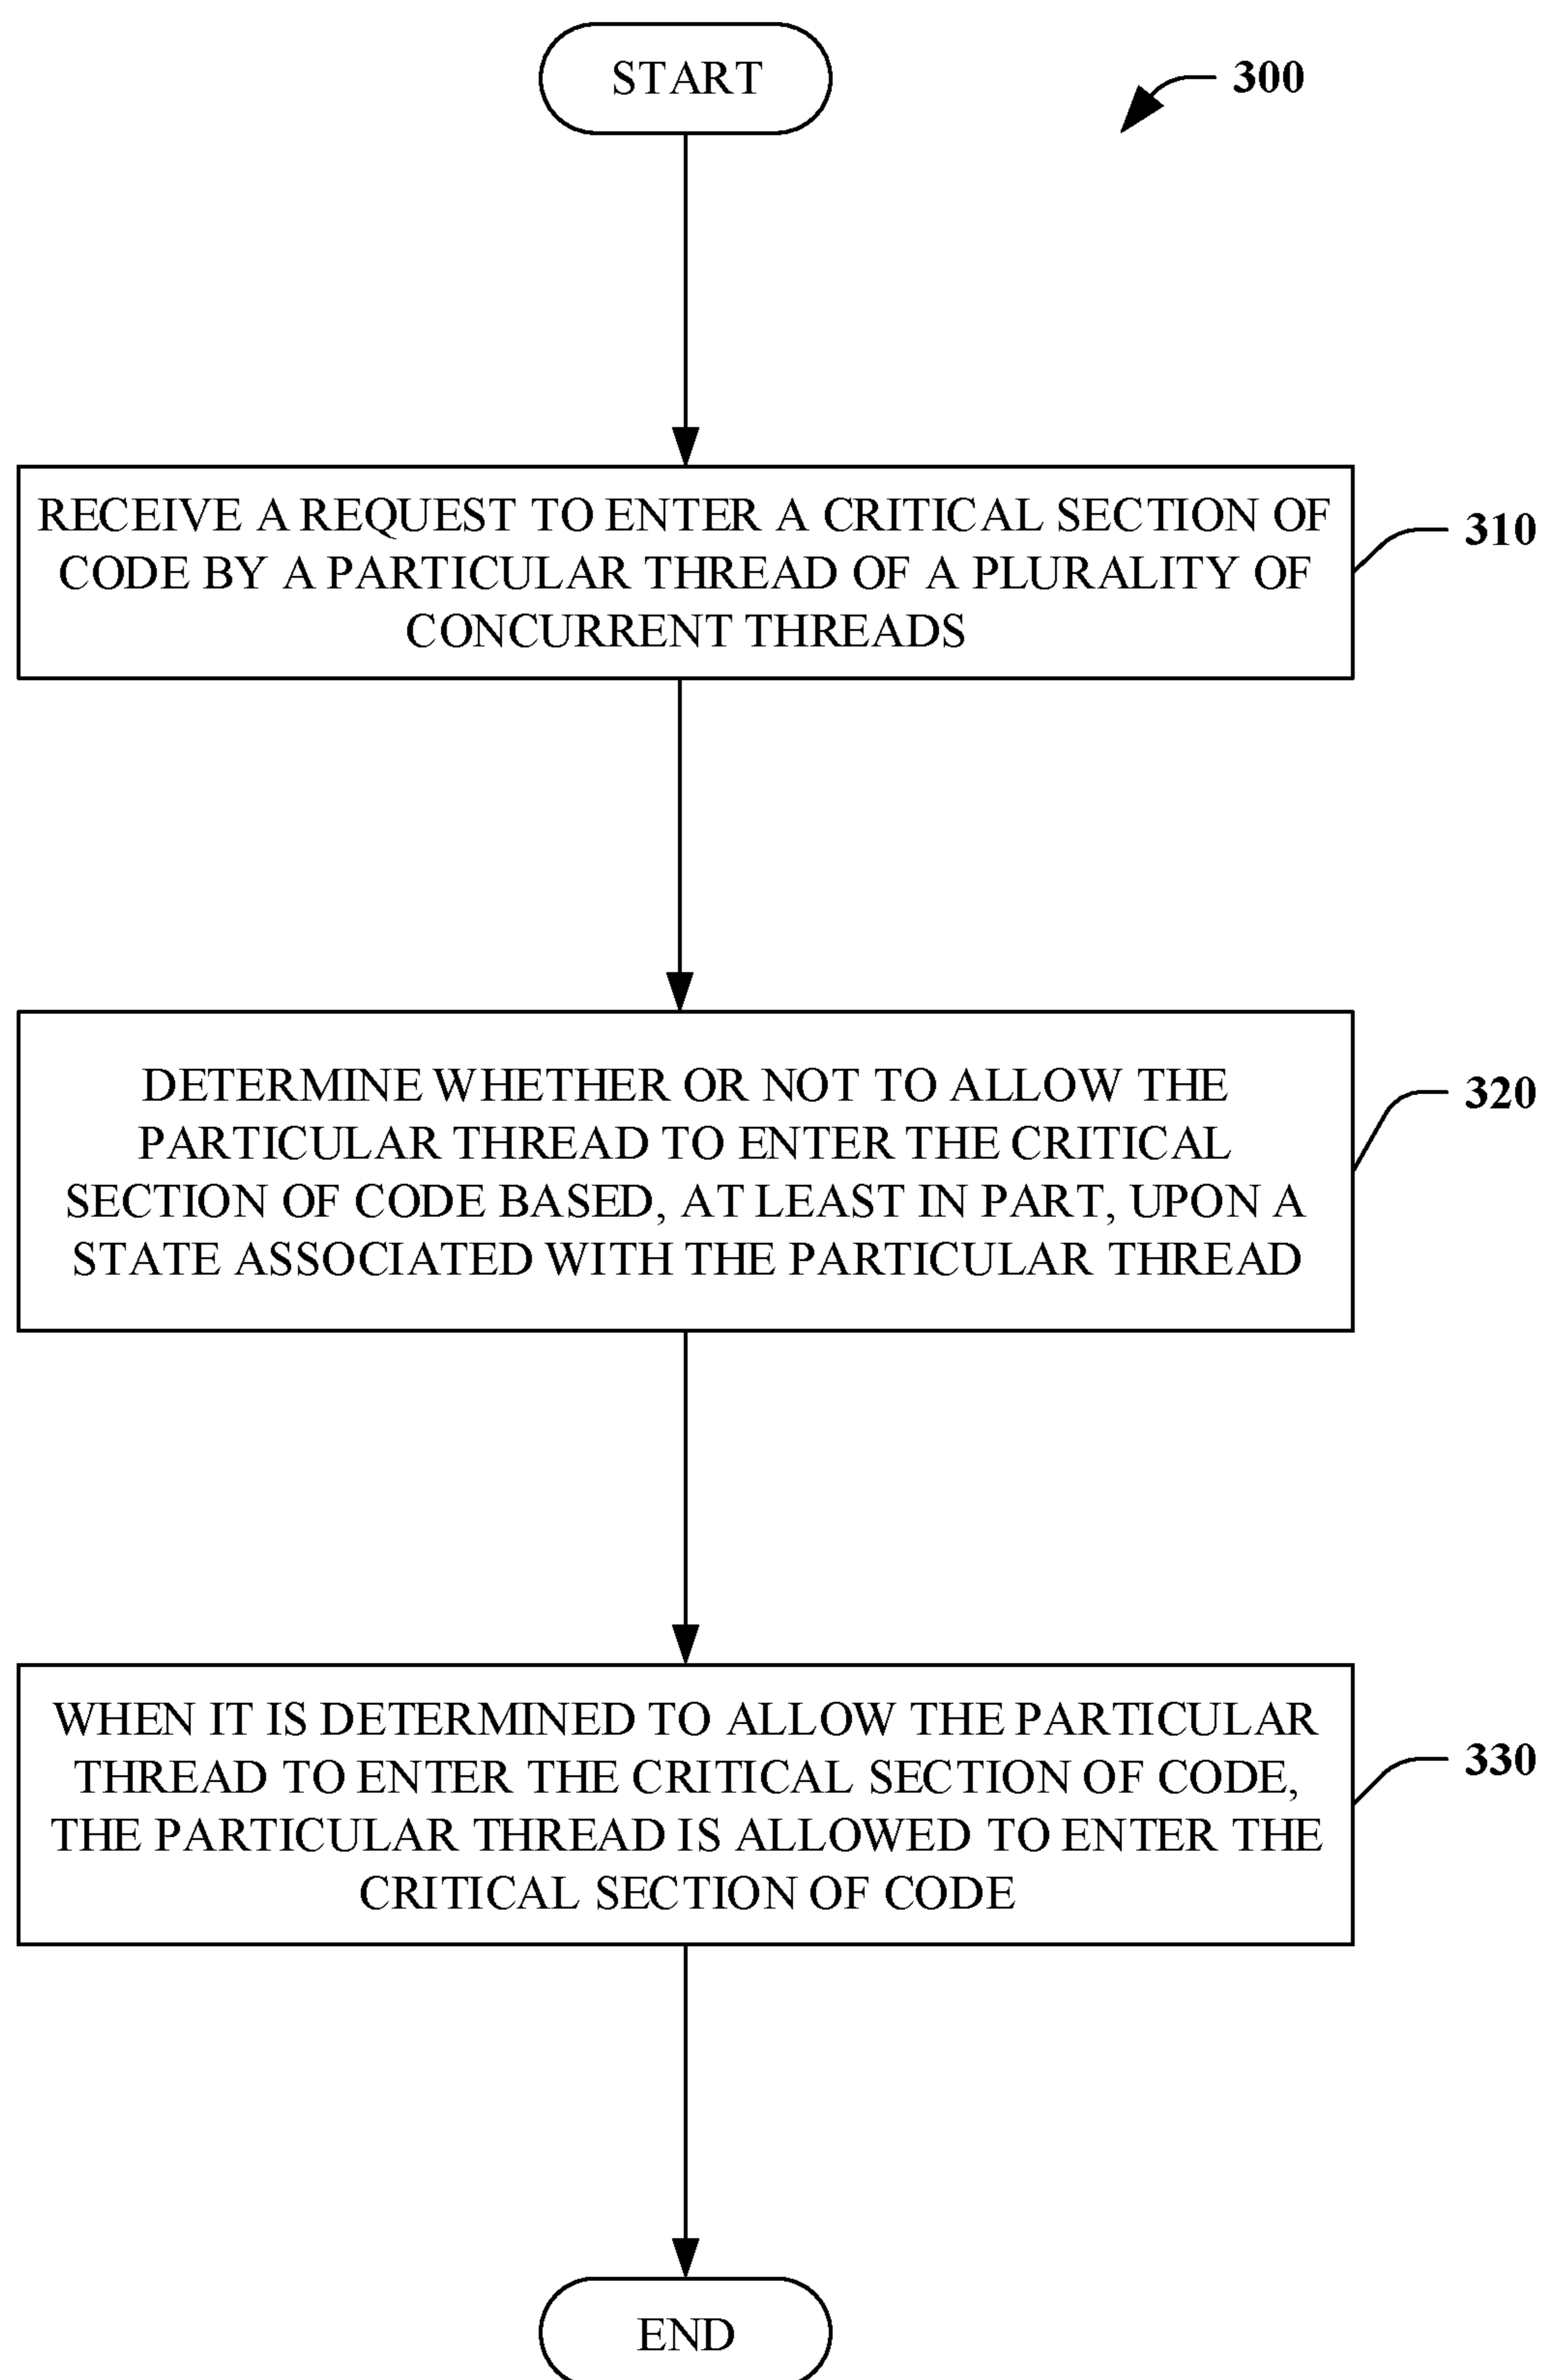 START
300
RECEIVE A REQUEST TO ENTER A CRITICAL SECTION OF
CODE BY A PARTICULAR THREAD OF A PLURALITY OF
CONCURRENT THREADS
310
DETERMINE WHETHER OR NOT TO ALLOW THE
PARTICULAR THREAD TO ENTER THE CRITICAL
SECTION OF CODE BASED, AT LEAST IN PART, UPON A
STATE ASSOCIATED WITH THE PARTICULAR THREAD
320
WHEN IT IS DETERMINED TO ALLOW THE PARTICULAR
THREAD TO ENTER THE CRITICAL SECTION OF CODE,
THE PARTICULAR THREAD IS ALLOWED TO ENTER THE
CRITICAL SECTION OF CODE
330
END